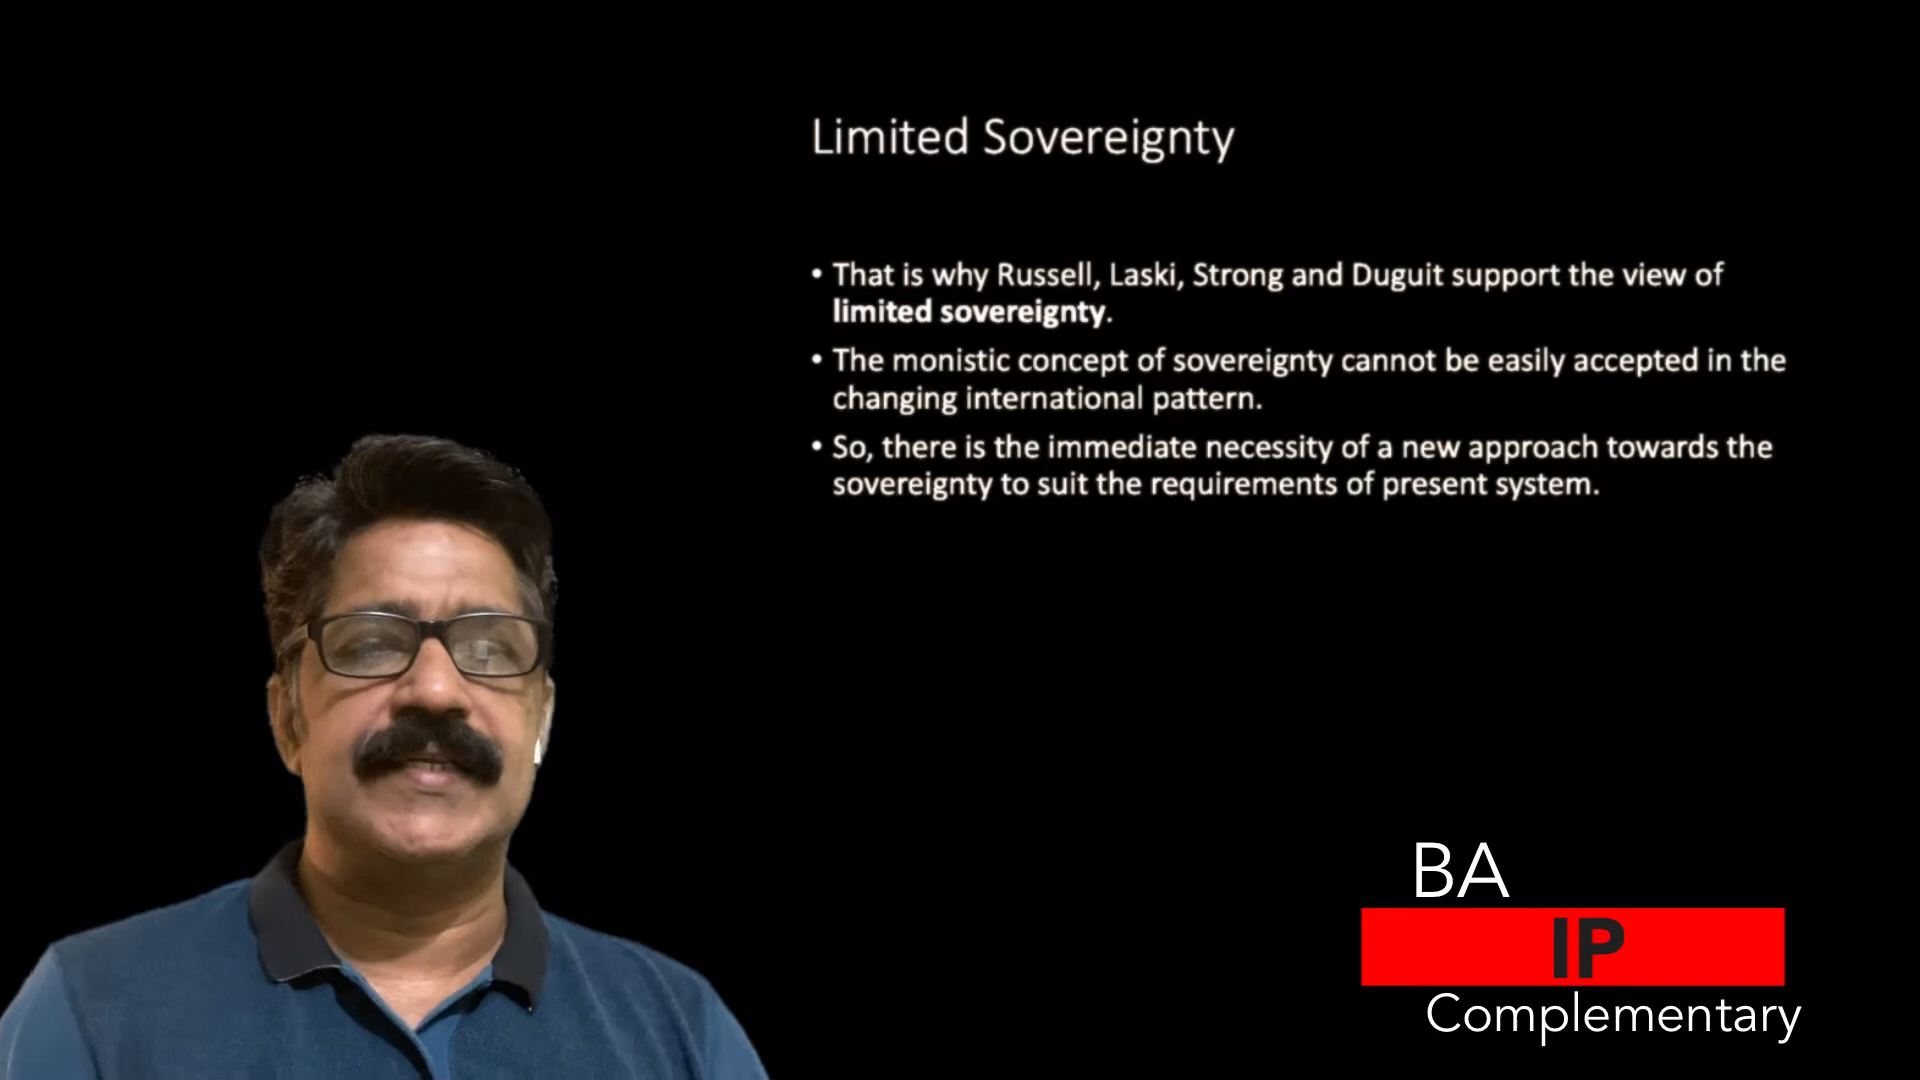 Limited Sovereignty
• That is why Russell, Laski, Strong and Duguit support the view of
limited sovereignty.
• The monistic concept of sovereignty cannot be easily accepted in the
changing international pattern.
• So, there is the immediate necessity of a new approach towards the
sovereignty to suit the requirements of present system.
BA
IP
Complementary